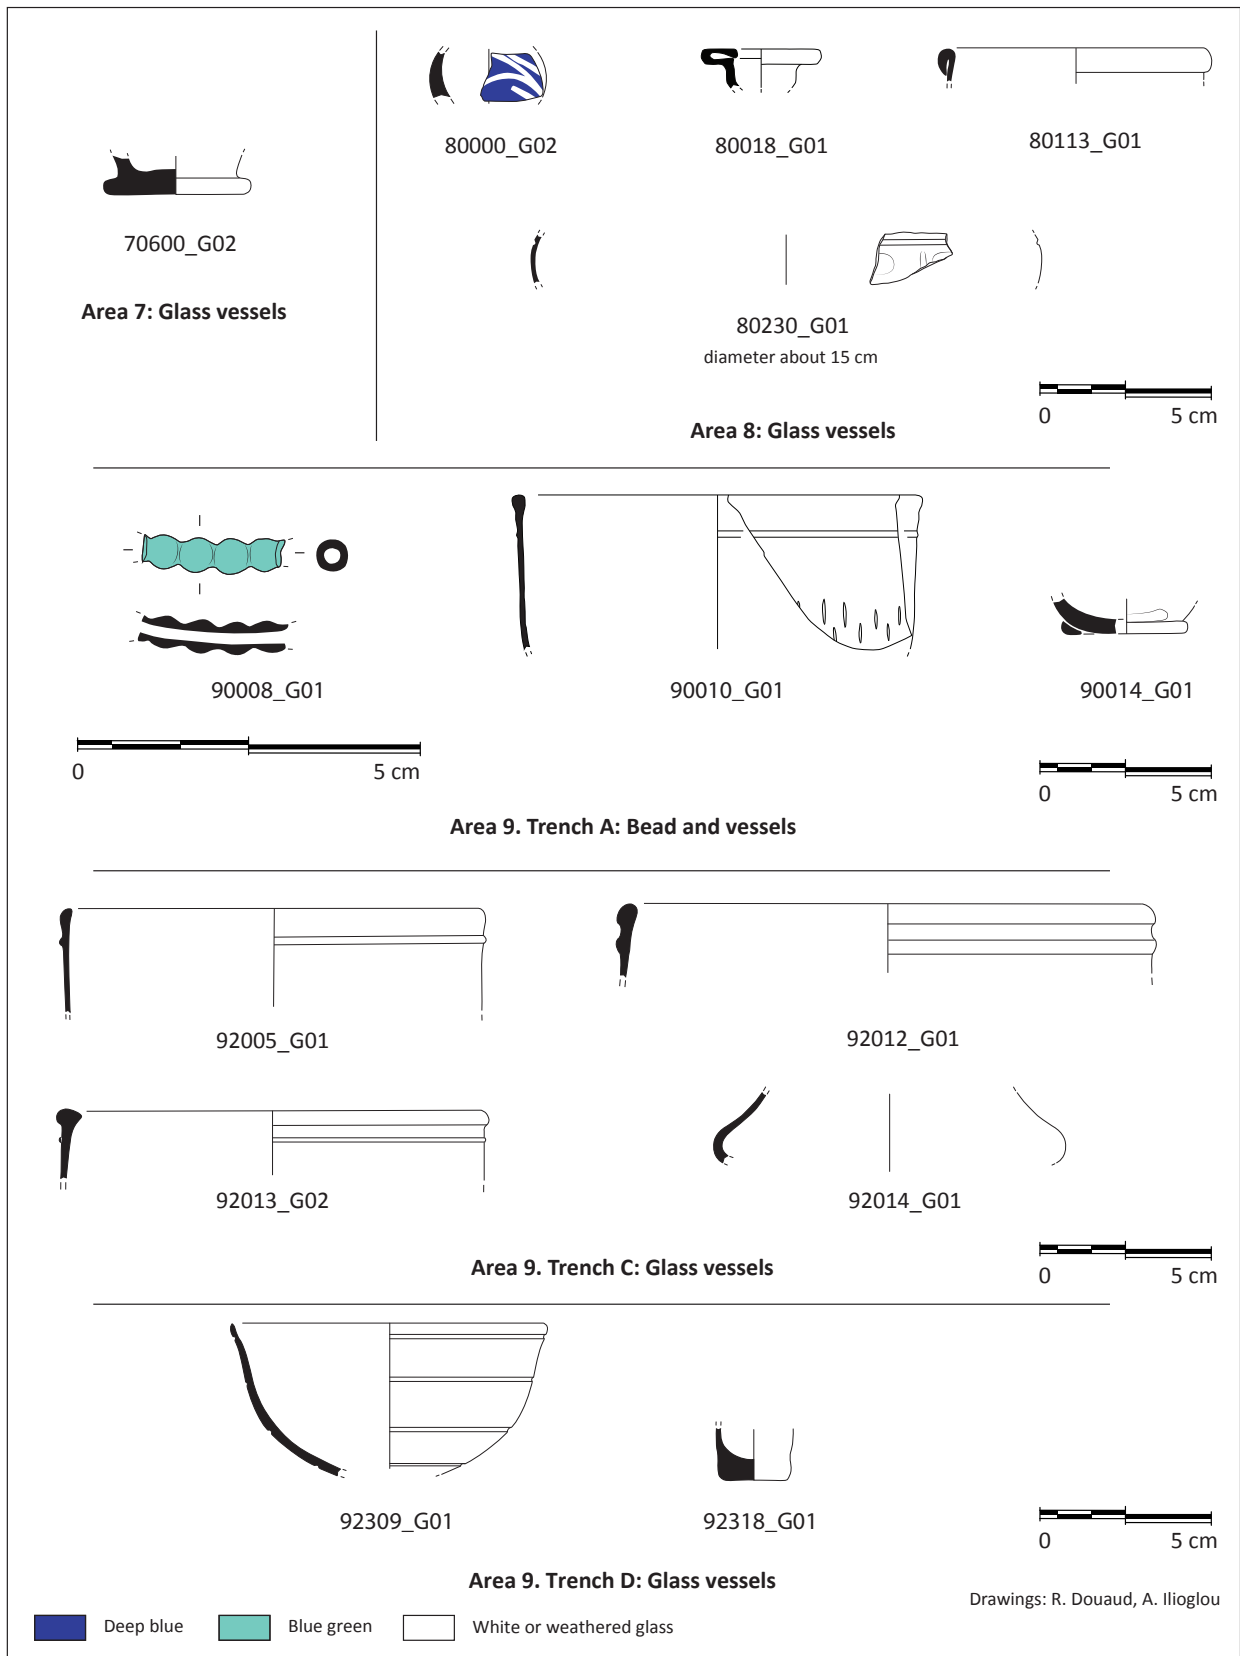 80000_G02
80018_G01
80113_G01
70600_G02
Area 7: Glass vessels
80230_G01
diameter about 15 cm
0 5 cm
Area 8: Glass vessels
90008_G01
90010_G01
90014_G01
0 5 cm
0 5 cm
Area 9. Trench A: Bead and vessels
92005_G01
92012_G01
92013_G02
92014_G01
0 5 cm
Area 9. Trench C: Glass vessels
92309_G01
92318_G01
0 5 cm
Area 9. Trench D: Glass vessels
Drawings: R. Douaud, A. Ilioglou
Deep blue
Blue green
White or weathered glass